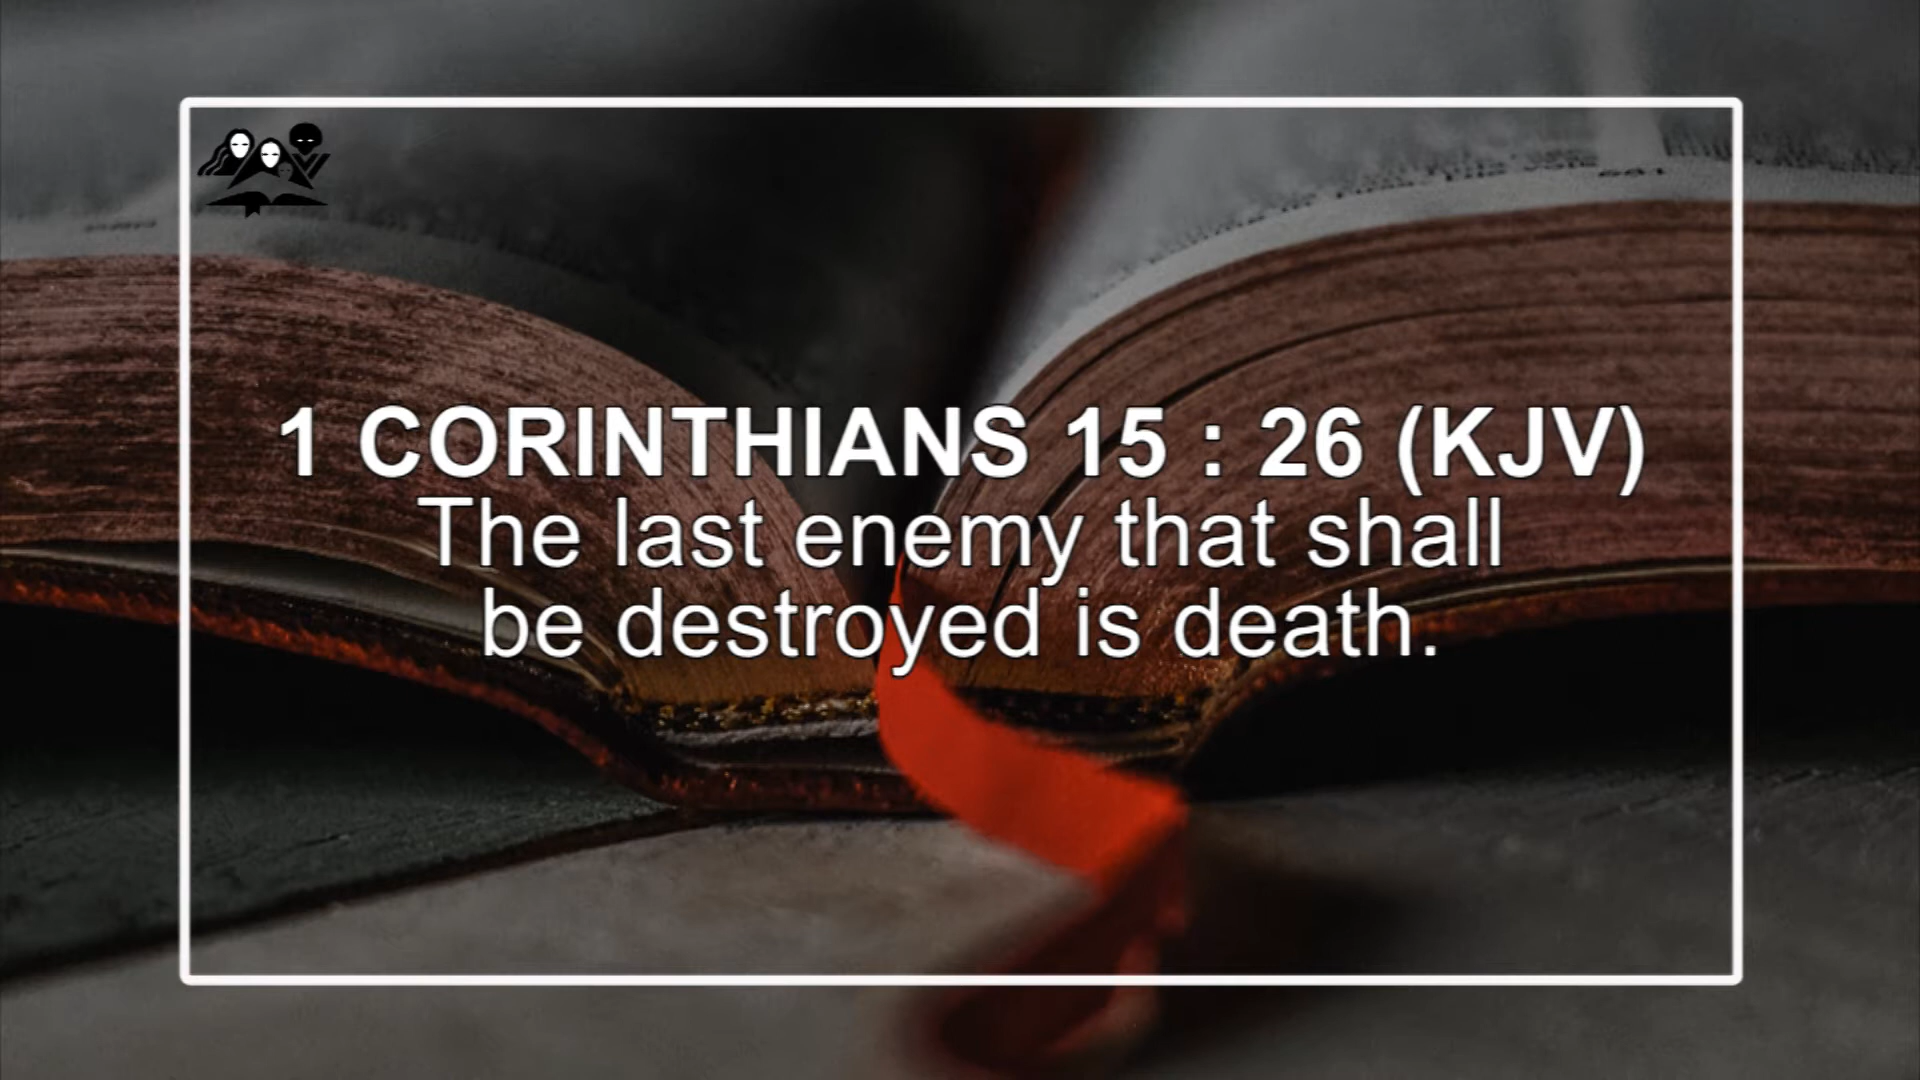 1 CORINTHIANS 15 : 26 (KJV)
The last enemy that shall
be destroyed is death.